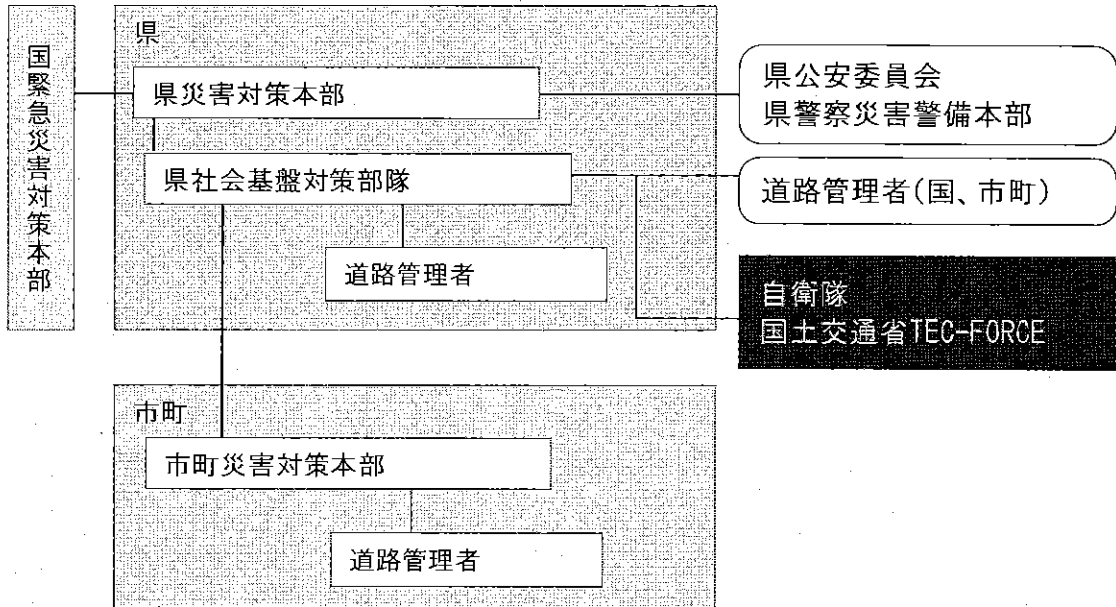 国緊急災害対策本部
県
県災害対策本部
県社会基盤対策部隊
道路管理者
県公安委員会
県警察災害警備本部
道路管理者(国、市町)
自衛隊
国土交通省TEC-FORCE
市町
市町災害対策本部
道路管理者